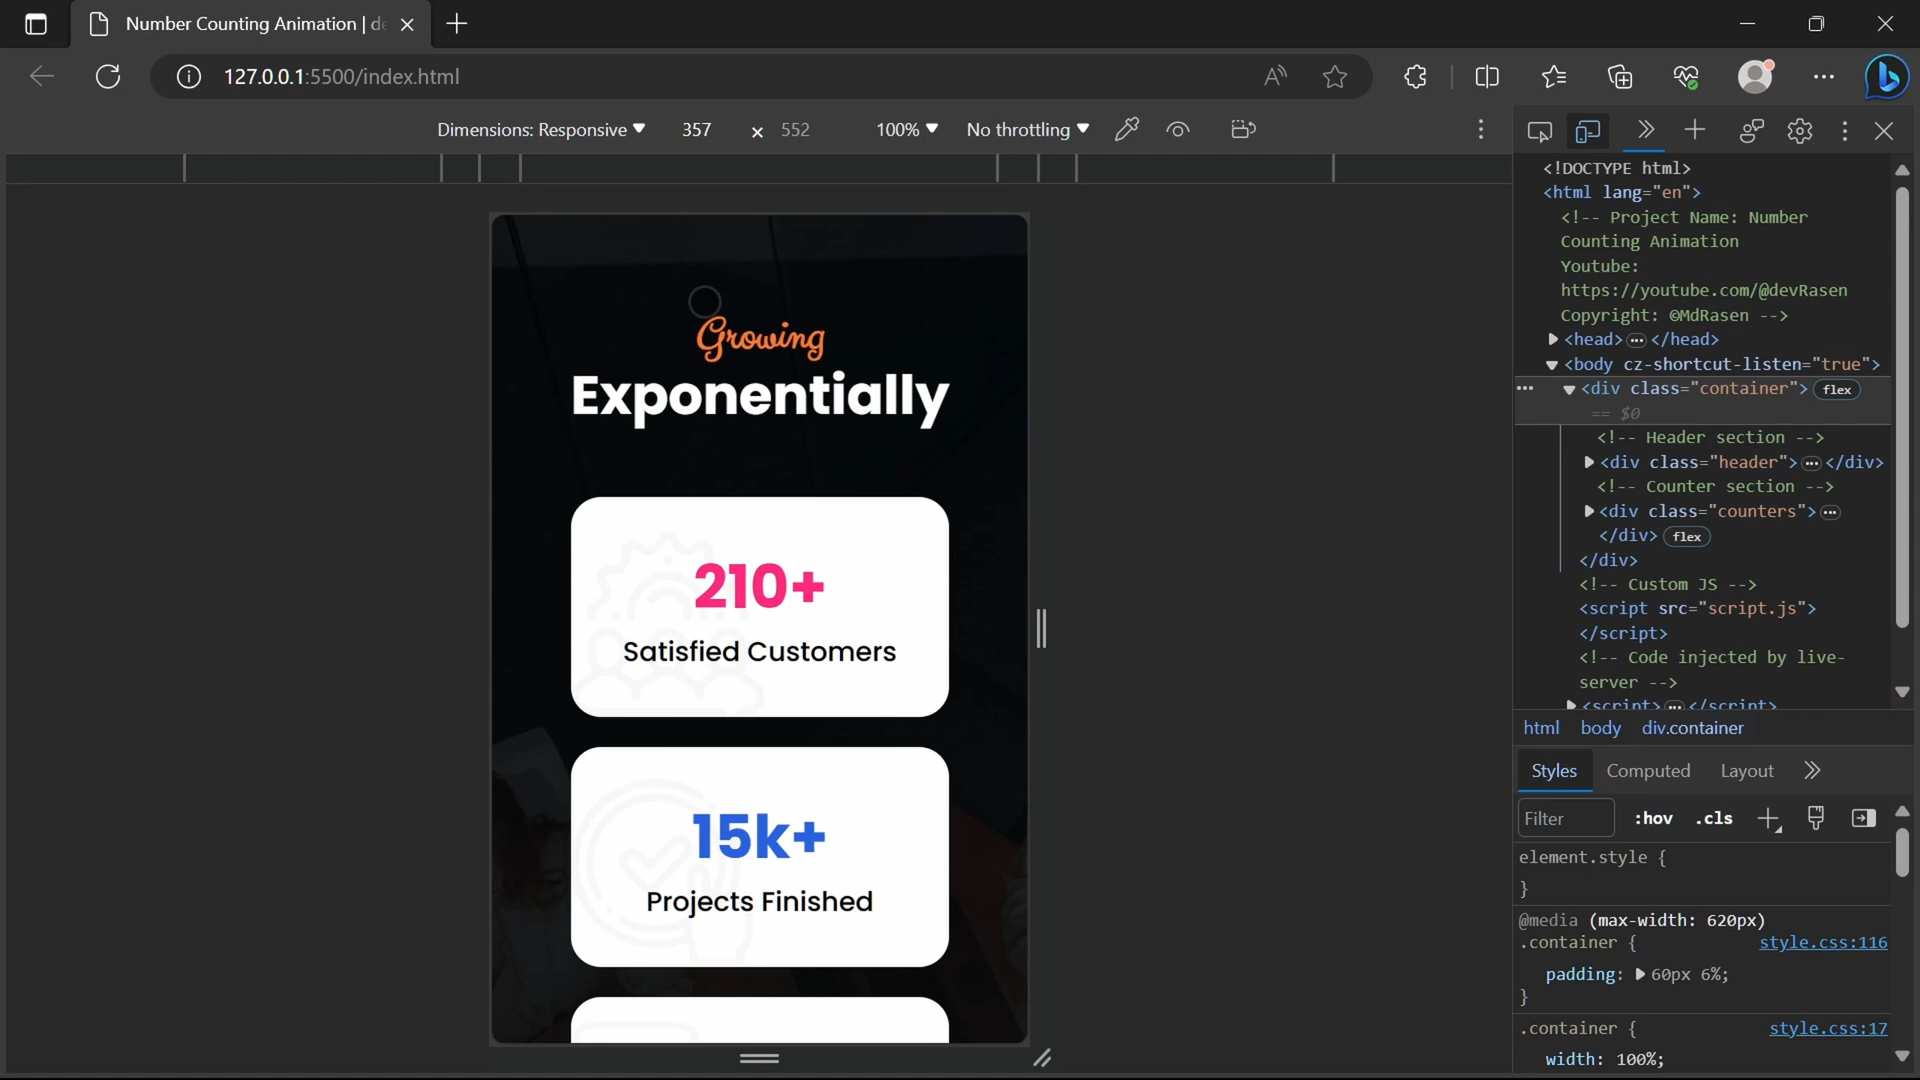 Number Counting Animation | de
127.0.0.1:5500/index.html
Dimensions: Responsive 357 × 552 100% No throttling
Growing
Exponentially
210+
Satisfied Customers
15k+
Projects Finished
<!DOCTYPE html>
<html lang="en">
<!-- Project Name: Number
Counting Animation
Youtube:
https://youtube.com/@devRasen
Copyright: ©MdRasen -->
<head>…</head>
<body cz-shortcut-listen="true">
<div class="container"> flex
== $0
<!-- Header section -->
<div class="header">…</div>
<!-- Counter section -->
<div class="counters">…
</div> flex
</div>
<!-- Custom JS -->
<script src="script.js">
</script>
<!-- Code injected by live-
server -->
<script>…</script>
html body div.container
Styles Computed Layout
Filter :hov .cls
element.style {
}
@media (max-width: 620px)
.container { style.css:116
padding: 60px 6%;
}
.container { style.css:17
width: 100%;